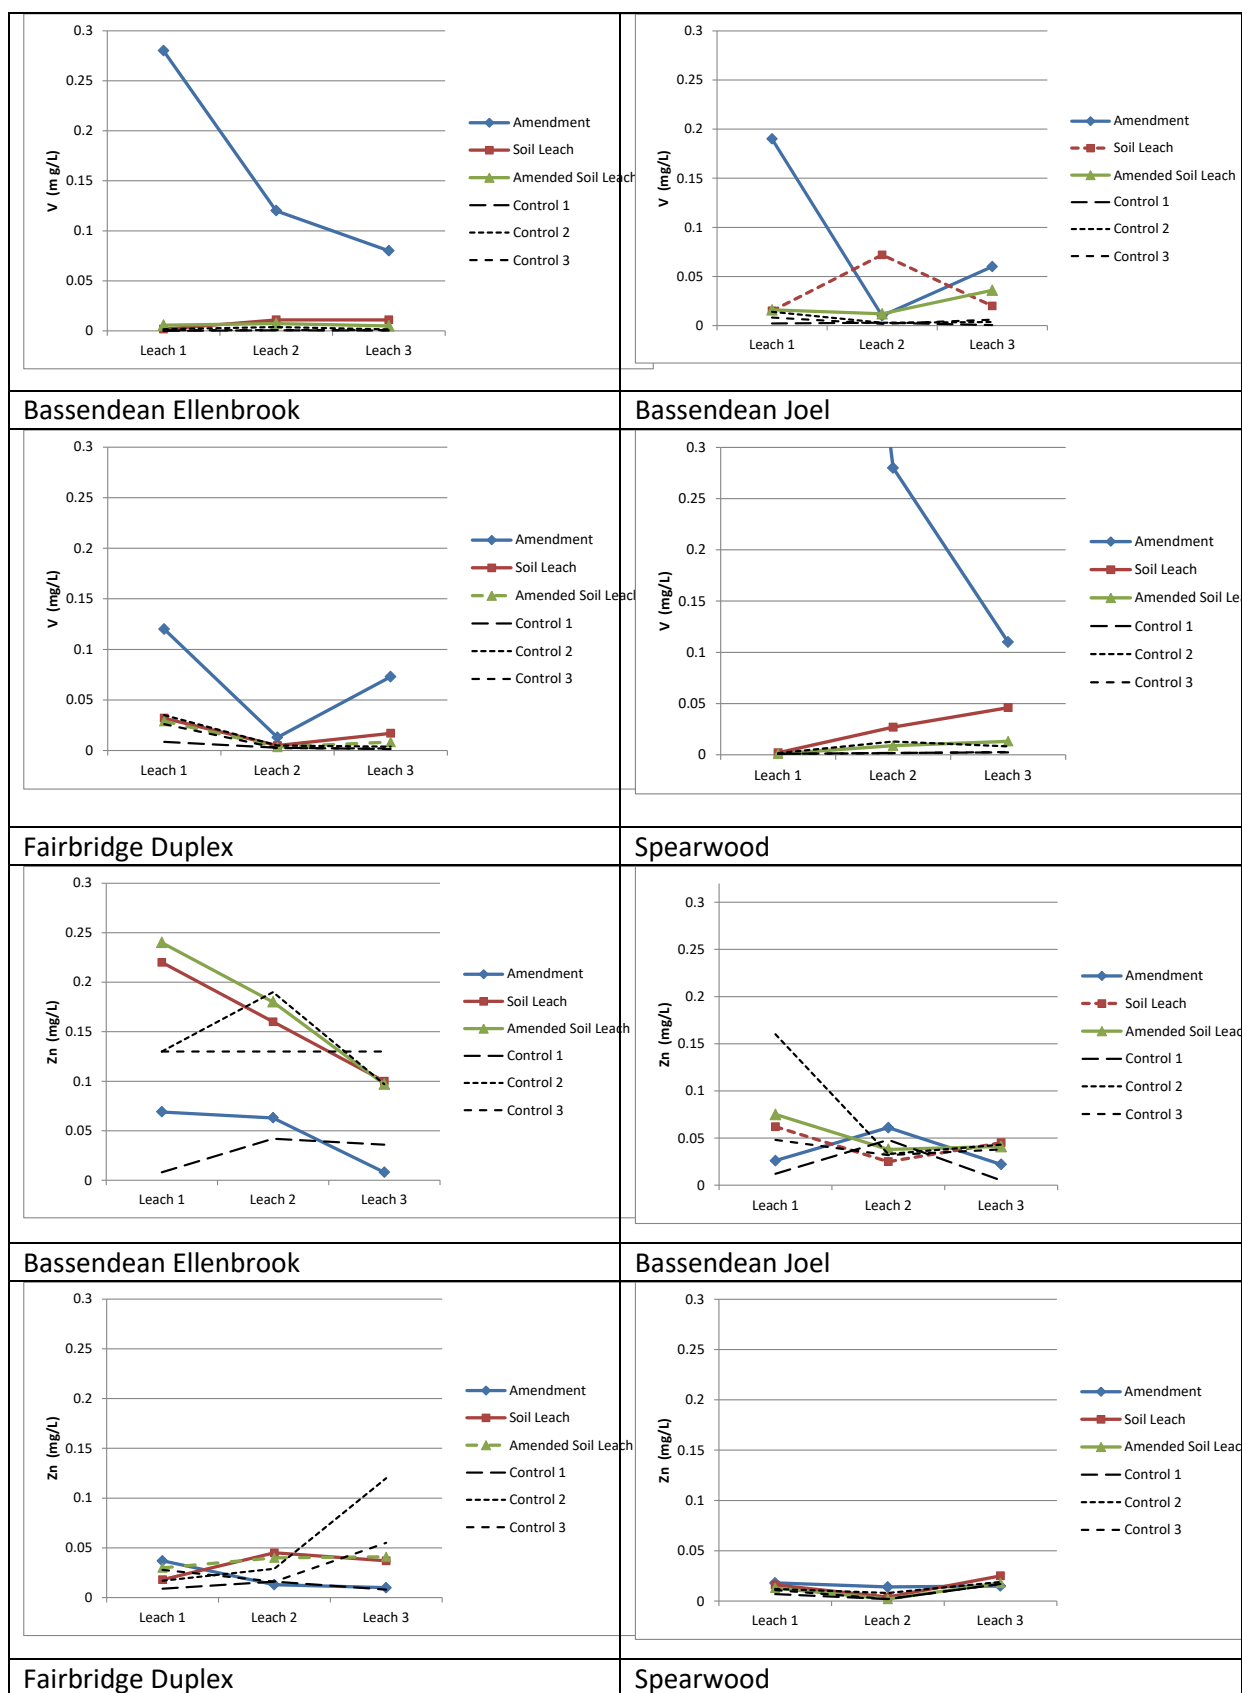 0.3
0.25
0.2
0.15
0.1
0.05
0
V (m g/L)
Leach 1 Leach 2 Leach 3
Amendment
Soil Leach
Amended Soil Leach
Control 1
Control 2
Control 3
0.3
0.25
0.2
0.15
0.1
0.05
0
V (mg/L)
Leach 1 Leach 2 Leach 3
Amendment
Soil Leach
Amended Soil Leach
Control 1
Control 2
Control 3
Bassendean Ellenbrook
Bassendean Joel
0.3
0.25
0.2
0.15
0.1
0.05
0
V (mg/L)
Leach 1 Leach 2 Leach 3
Amendment
Soil Leach
Amended Soil Leach
Control 1
Control 2
Control 3
0.3
0.25
0.2
0.15
0.1
0.05
0
V (mg/L)
Leach 1 Leach 2 Leach 3
Amendment
Soil Leach
Amended Soil Lea
Control 1
Control 2
Control 3
Fairbridge Duplex
Spearwood
0.3
0.25
0.2
0.15
0.1
0.05
0
Zn (mg/L)
Leach 1 Leach 2 Leach 3
Amendment
Soil Leach
Amended Soil Leach
Control 1
Control 2
Control 3
0.3
0.25
0.2
0.15
0.1
0.05
0
Zn (mg/L)
Leach 1 Leach 2 Leach 3
Amendment
Soil Leach
Amended Soil Leach
Control 1
Control 2
Control 3
Bassendean Ellenbrook
Bassendean Joel
0.3
0.25
0.2
0.15
0.1
0.05
0
Zn (mg/L)
Leach 1 Leach 2 Leach 3
Amendment
Soil Leach
Amended Soil Leach
Control 1
Control 2
Control 3
0.3
0.25
0.2
0.15
0.1
0.05
0
Zn (mg/L)
Leach 1 Leach 2 Leach 3
Amendment
Soil Leach
Amended Soil Leach
Control 1
Control 2
Control 3
Fairbridge Duplex
Spearwood